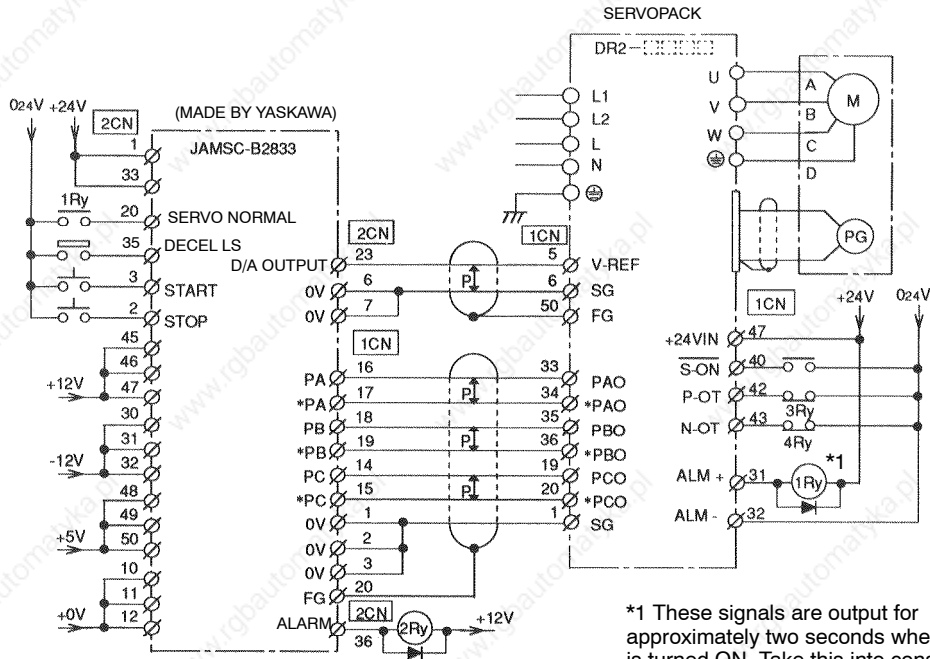 SERVOPACK
DR2-
(MADE BY YASKAWA)
JAMSC-B2833
024V +24V
2CN
1
33
1Ry
20 SERVO NORMAL
35 DECEL LS
3 START
2 STOP
45
46
+12V 47
30
31
-12V 32
48
49
+5V 50
10
11
+0V 12
2CN
D/A OUTPUT 23
0V 6
0V 7
1CN
PA 16
*PA 17
PB 18
*PB 19
PC 14
*PC 15
0V 1
0V 2
0V 3
FG 20
ALARM 2CN
36
2Ry +12V
P
P
P
P
L1
L2
L
N
1CN
5 V-REF
6 SG
50 FG
33 PAO
34 *PAO
35 PBO
36 *PBO
19 PCO
20 *PCO
1 SG
U A
V B
W C
D
M
PG
1CN +24V 024V
+24VIN 47
S-ON 40
P-OT 42
3Ry
N-OT 43
4Ry
*1
ALM + 31 1Ry
ALM - 32
*1 These signals are output for
approximately two seconds whe
is turned ON. Take this into cons
www.rgbautomatyka.pl